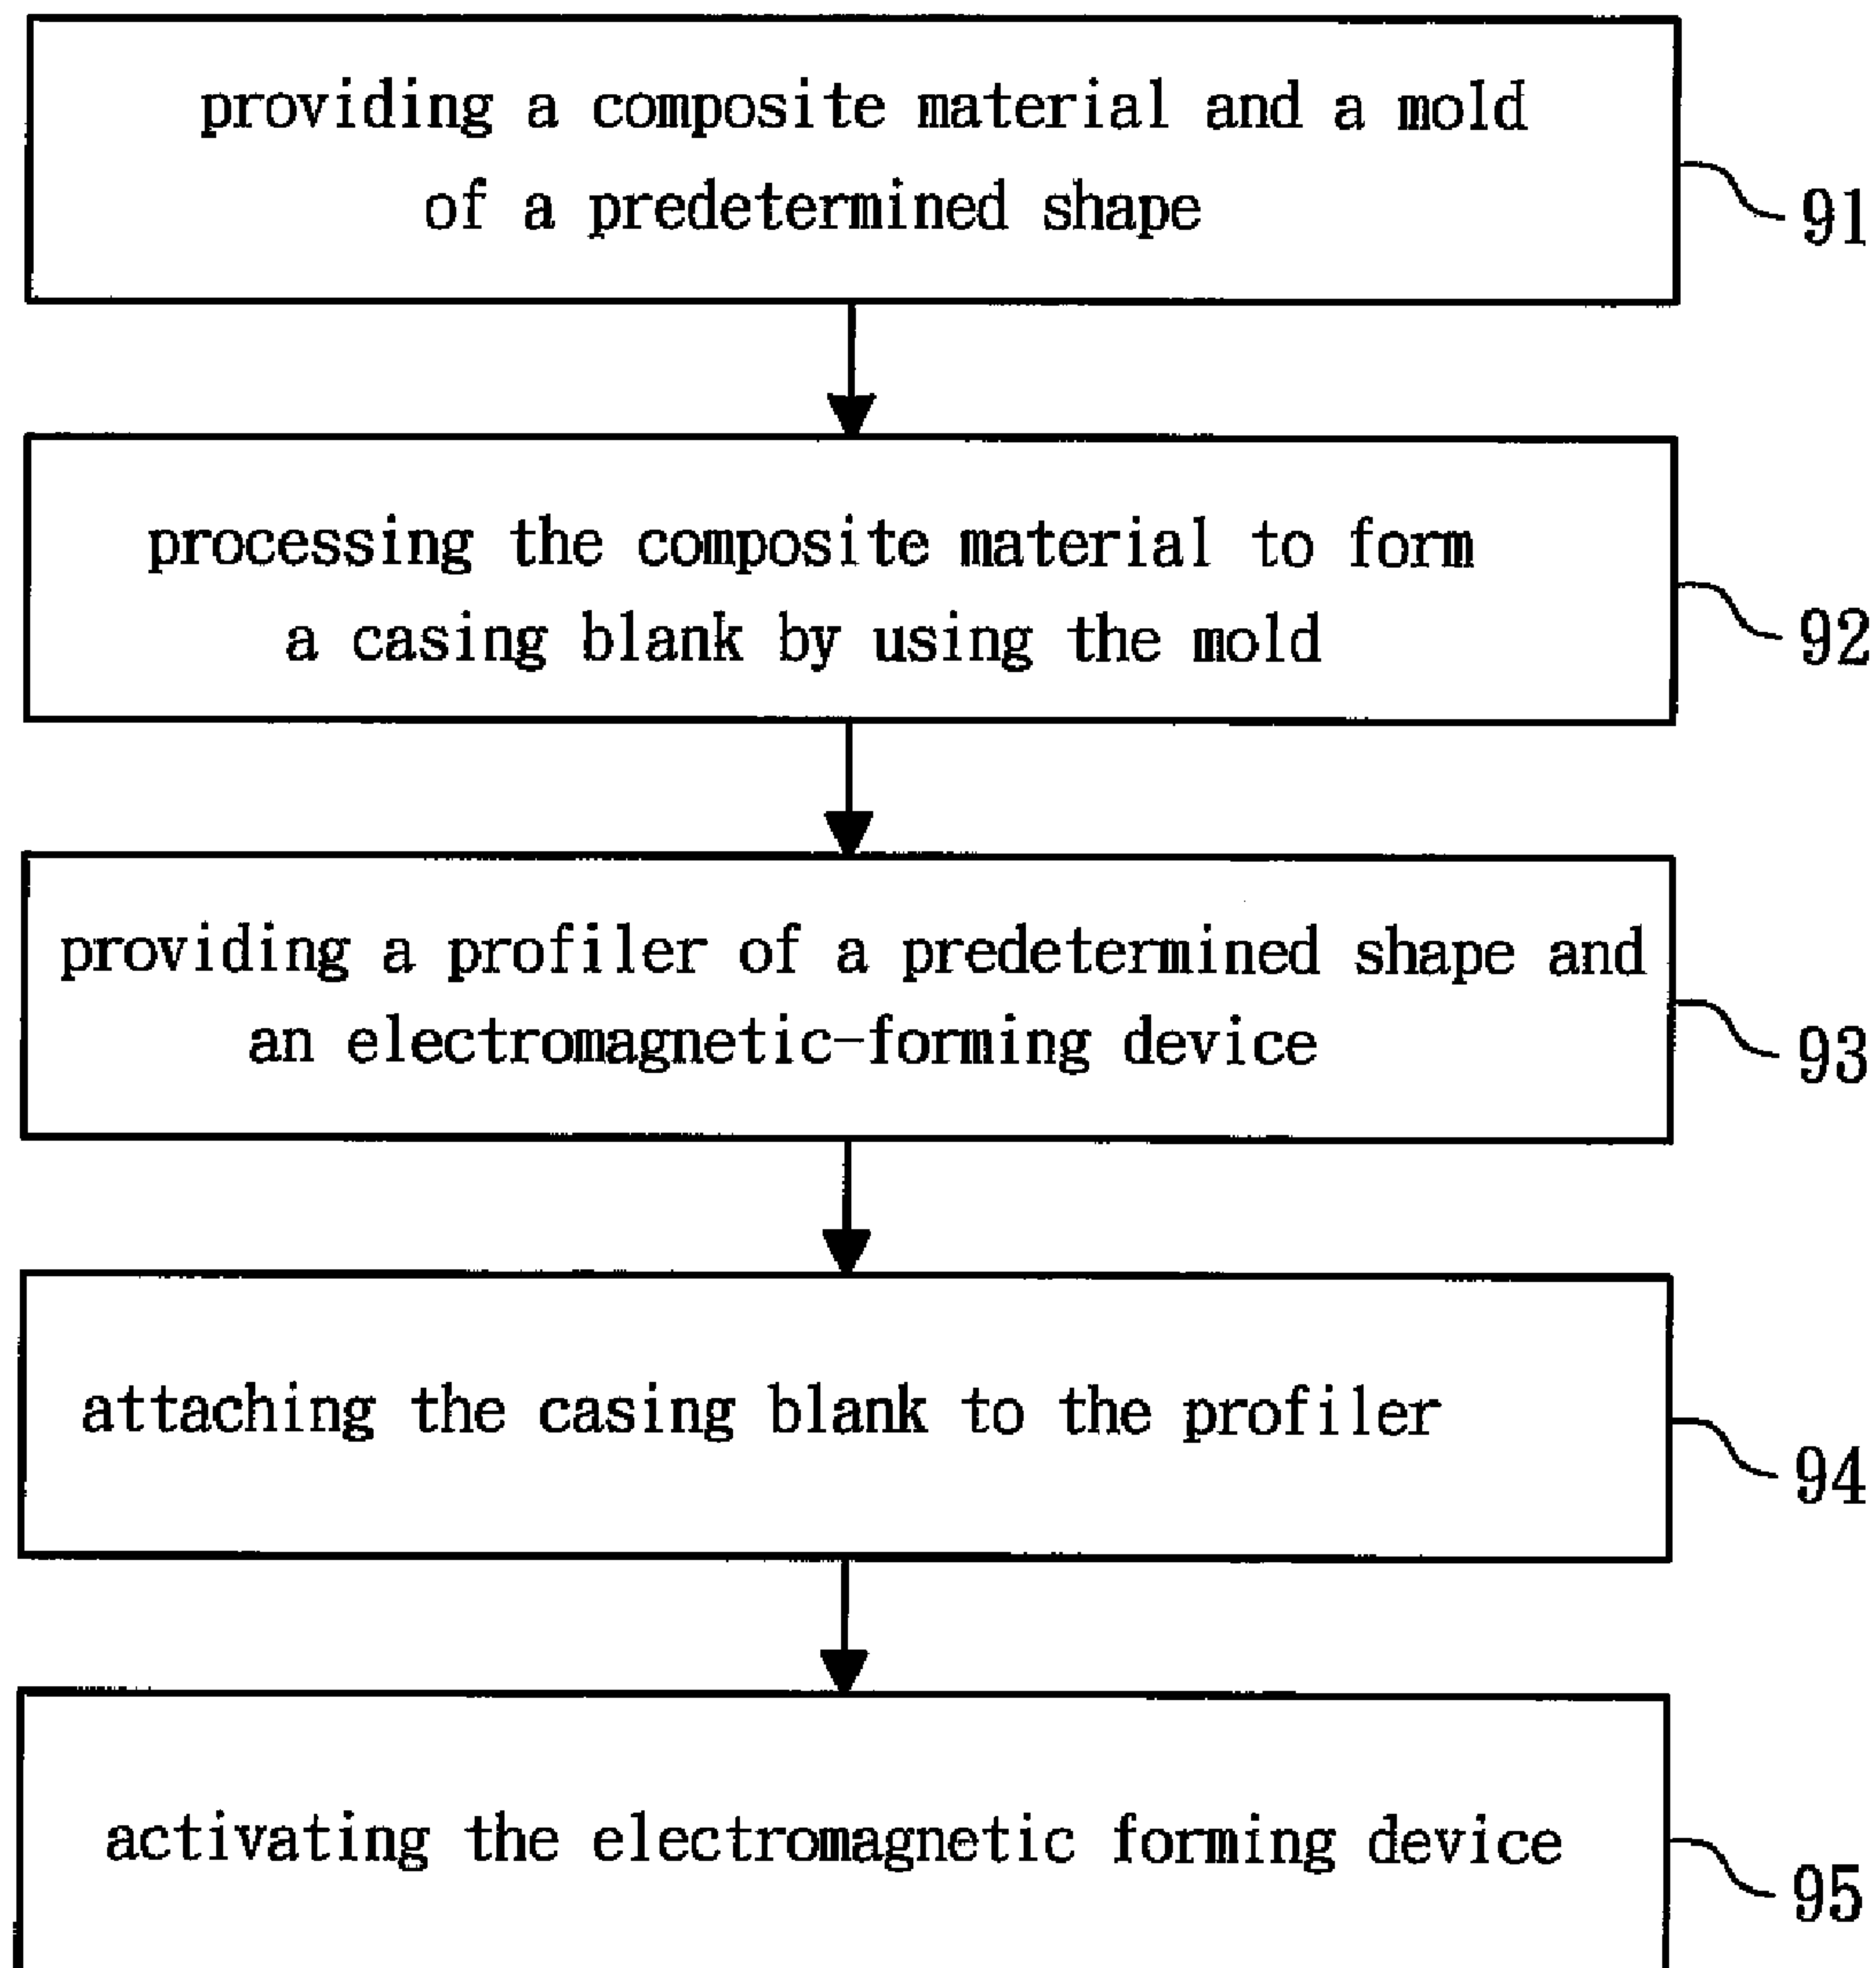 providing a composite material and a mold
of a predetermined shape
91
processing the composite material to form
a casing blank by using the mold
92
providing a profiler of a predetermined shape and
an electromagnetic-forming device
93
attaching the casing blank to the profiler
94
activating the electromagnetic forming device
95